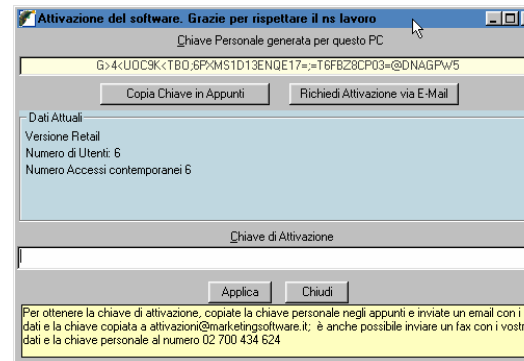 Attivazione del software. Grazie per rispettare il ns lavoro
Chiave Personale generata per questo PC
G>4<UOC9K<TBO;6PXMS1D13ENQE17=;=T6FBZ8CP03=@DNAGPW5
Copia Chiave in Appunti Richiedi Attivazione via E-Mail
Dati Attuali
Versione Retail
Numero di Utenti: 6
Numero Accessi contemporanei 6
Chiave di Attivazione
Applica Chiudi
Per ottenere la chiave di attivazione, copiate la chiave personale negli appunti e inviate un email con i
dati e la chiave copiata a attivazioni@marketingsoftware.it; è anche possibile inviare un fax con i vost
dati e la chiave personale al numero 02 700 434 624